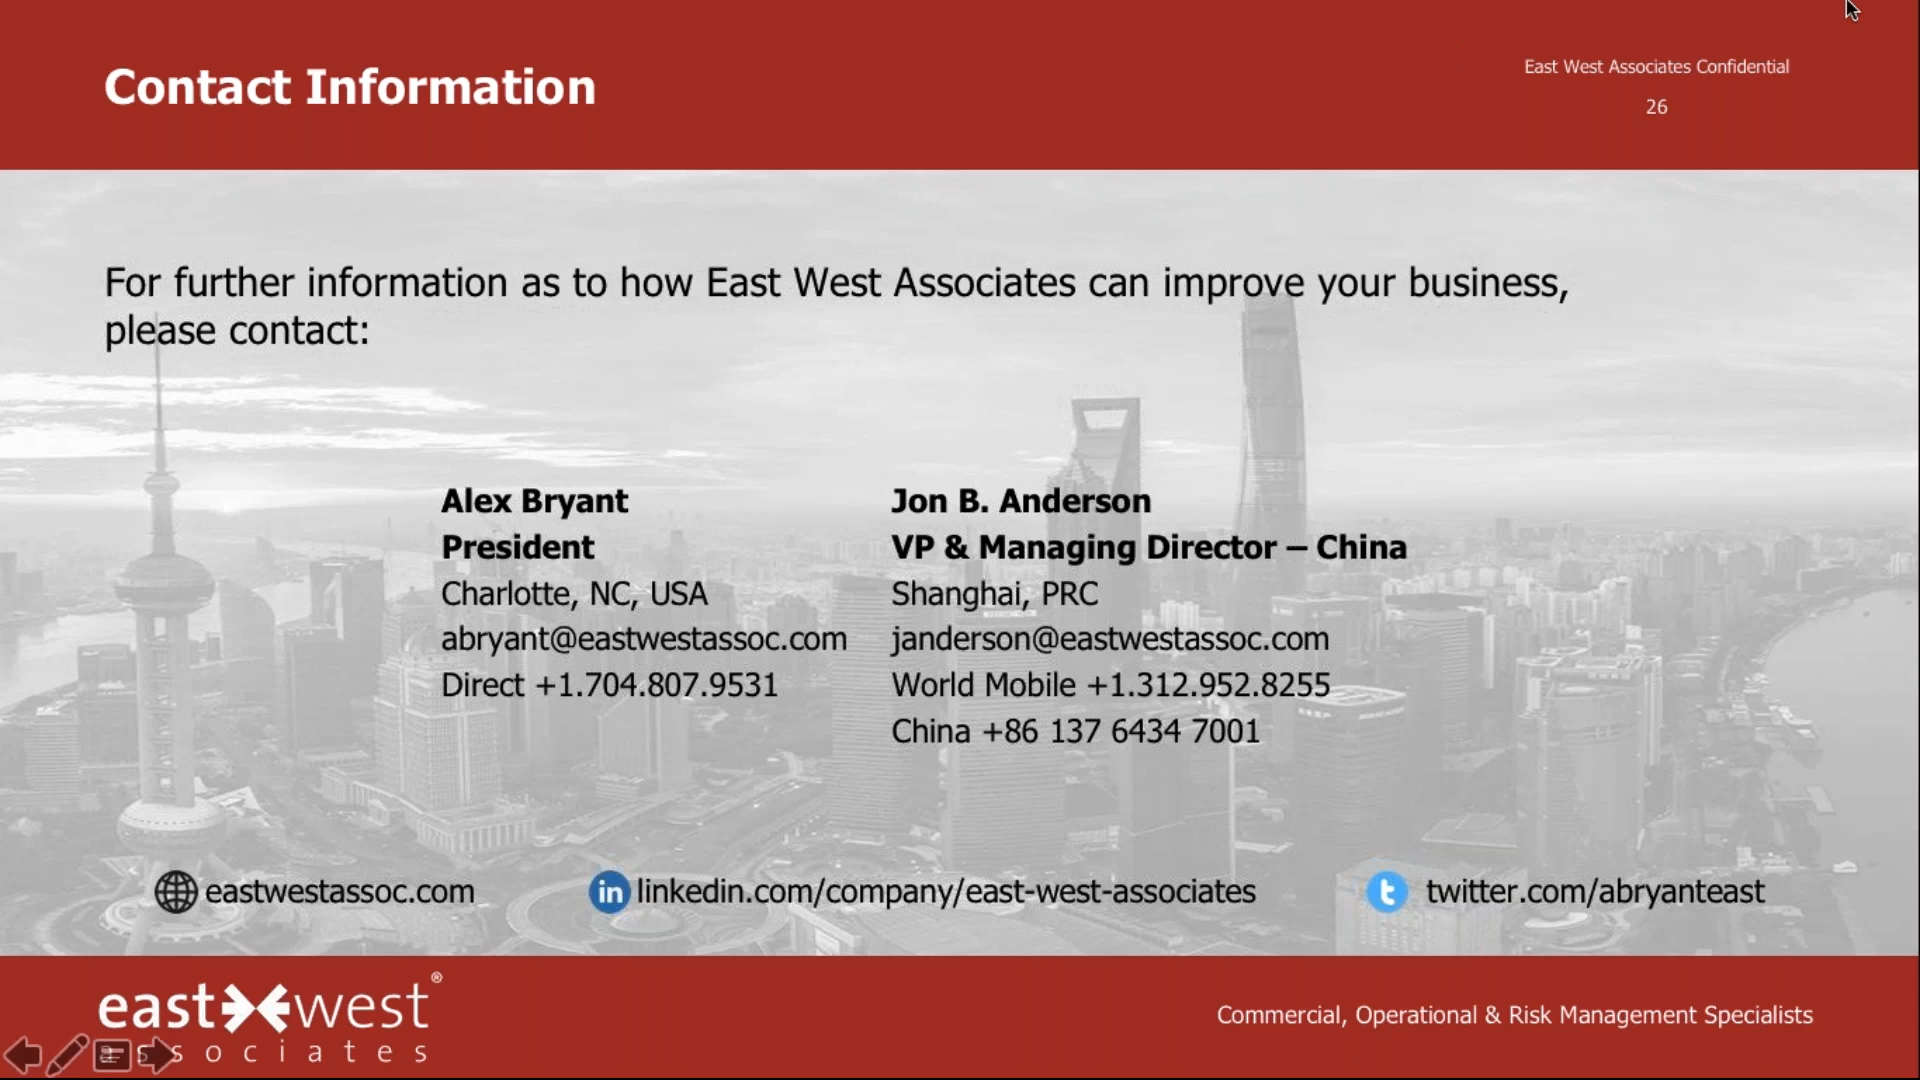 Contact Information
East West Associates Confidential
26
For further information as to how East West Associates can improve your business,
please contact:
Alex Bryant
President
Charlotte, NC, USA
abryant@eastwestassoc.com
Direct +1.704.807.9531
Jon B. Anderson
VP & Managing Director – China
Shanghai, PRC
janderson@eastwestassoc.com
World Mobile +1.312.952.8255
China +86 137 6434 7001
eastwestassoc.com
in linkedin.com/company/east-west-associates
t twitter.com/abryanteast
east west®
associates
Commercial, Operational & Risk Management Specialists